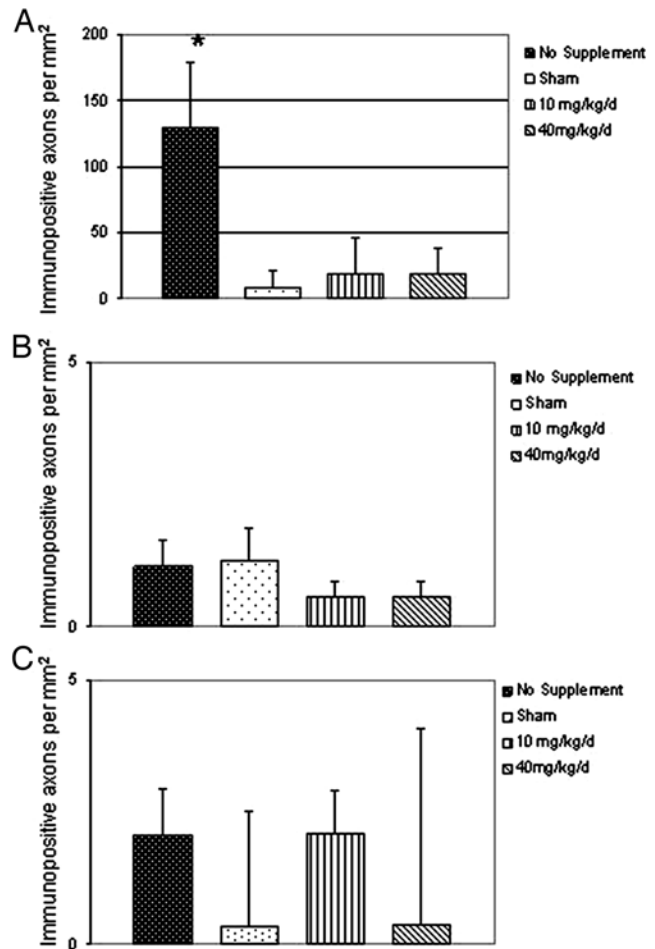 A
Immunopositive axons per mm²
200
150
100
50
0
*
No Supplement
Sham
10 mg/kg/d
40mg/kg/d
B
Immunopositive axons per mm²
5
0
No Supplement
Sham
10 mg/kg/d
40mg/kg/d
C
Immunopositive axons per mm²
5
0
No Supplement
Sham
10 mg/kg/d
40mg/kg/d